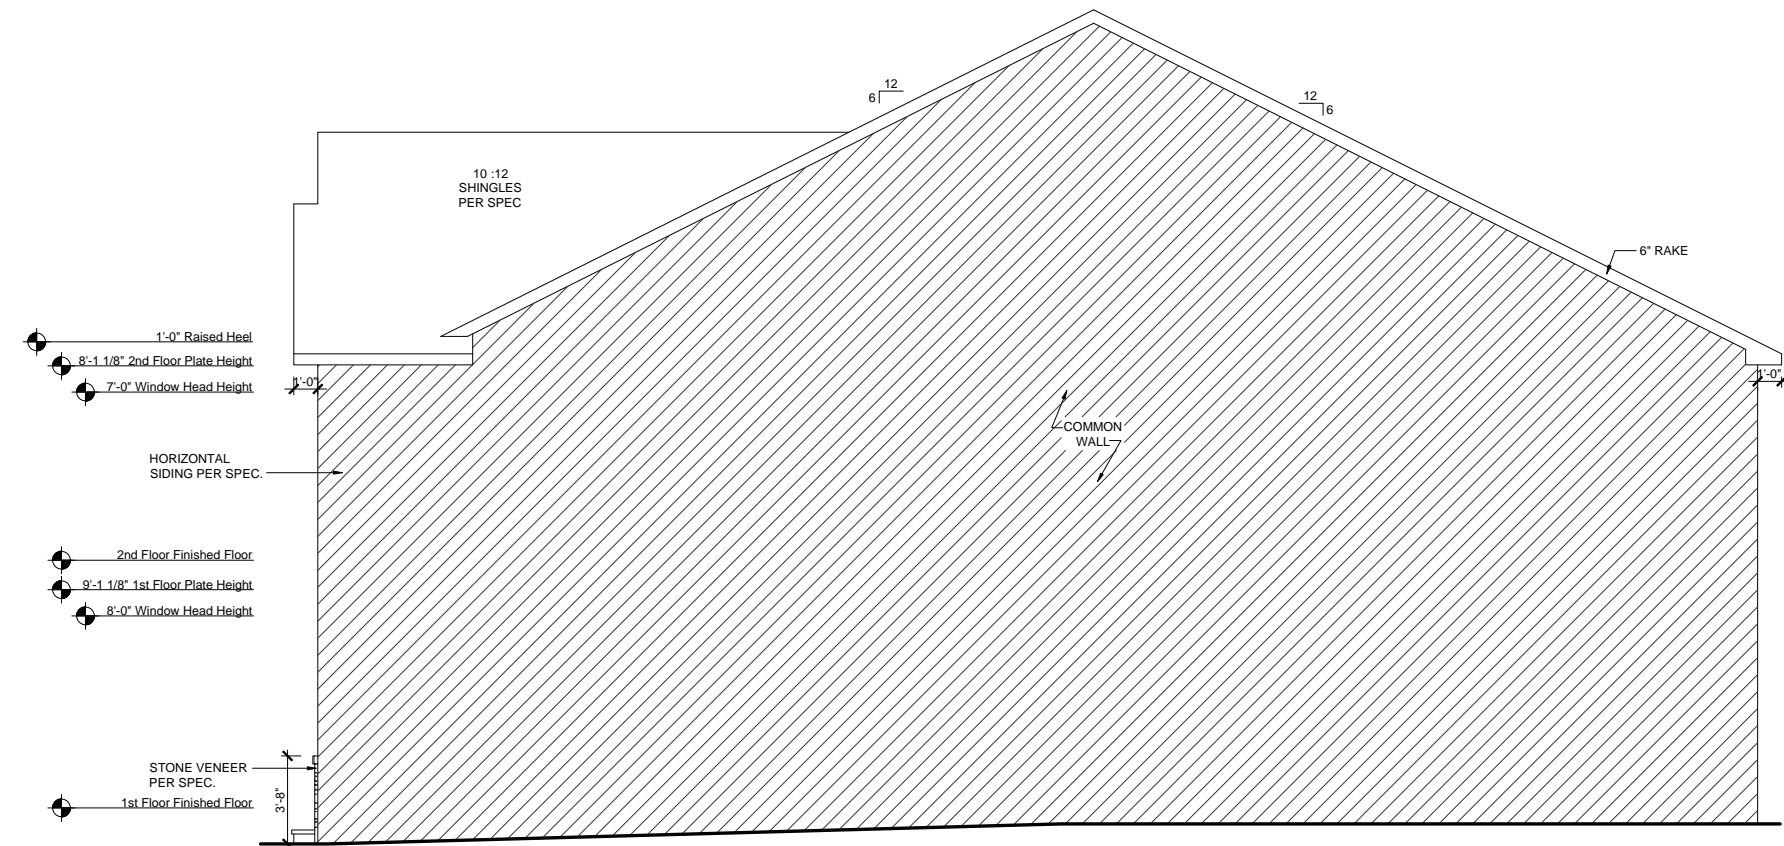 12
6
12
6
10 :12
SHINGLES
PER SPEC
6" RAKE
1'-0" Raised Heel
8'-1 1/8" 2nd Floor Plate Height
1'-0"
1'-0"
7'-0" Window Head Height
COMMON
WALL
HORIZONTAL
SIDING PER SPEC.
2nd Floor Finished Floor
9'-1 1/8" 1st Floor Plate Height
8'-0" Window Head Height
STONE VENEER
PER SPEC.
3'-8"
1st Floor Finished Floor